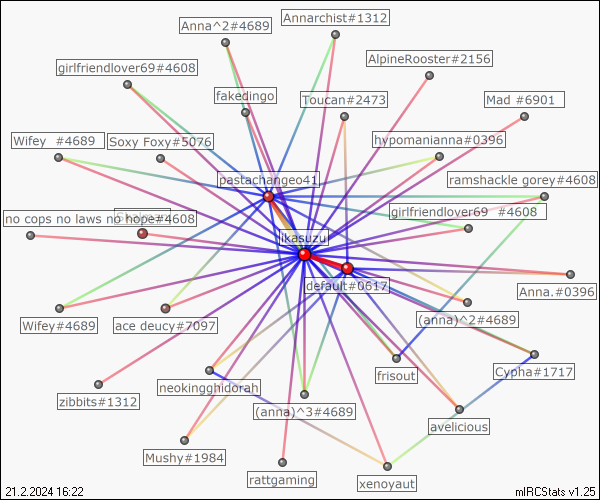 Annarchist#1312
Anna^2#4689
AlpineRooster#2156
girlfriendlover69#4608
fakedingo
Toucan#2473
Mad #6901
Wifey #4689
Soxy Foxy#5076
hypomanianna#0396
pastachangeo41
ramshackle gorey#4608
no cops no laws no hope#4608
girlfriendlover69 #4608
ikasuzu
default#0617
Anna.#0396
Wifey#4689
ace deucy#7097
(anna)^2#4689
neokingghidorah
frisout
Cypha#1717
zibbits#1312
(anna)^3#4689
avelicious
Mushy#1984
rattgaming
xenoyaut
21.2.2024 16:22
mIRCStats v1.25